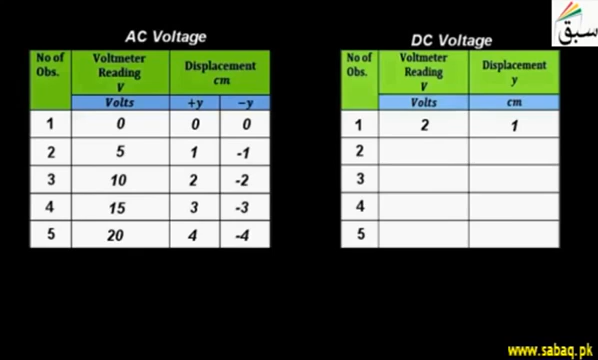 AC Voltage
No of Obs. Voltmeter Reading V Displacement cm
Volts +y −y
1 0 0 0
2 5 1 -1
3 10 2 -2
4 15 3 -3
5 20 4 -4
DC Voltage
No of Obs. Voltmeter Reading V Displacement y
Volts cm
1 2 1
2
3
4
5
سبق
www.sabaq.pk